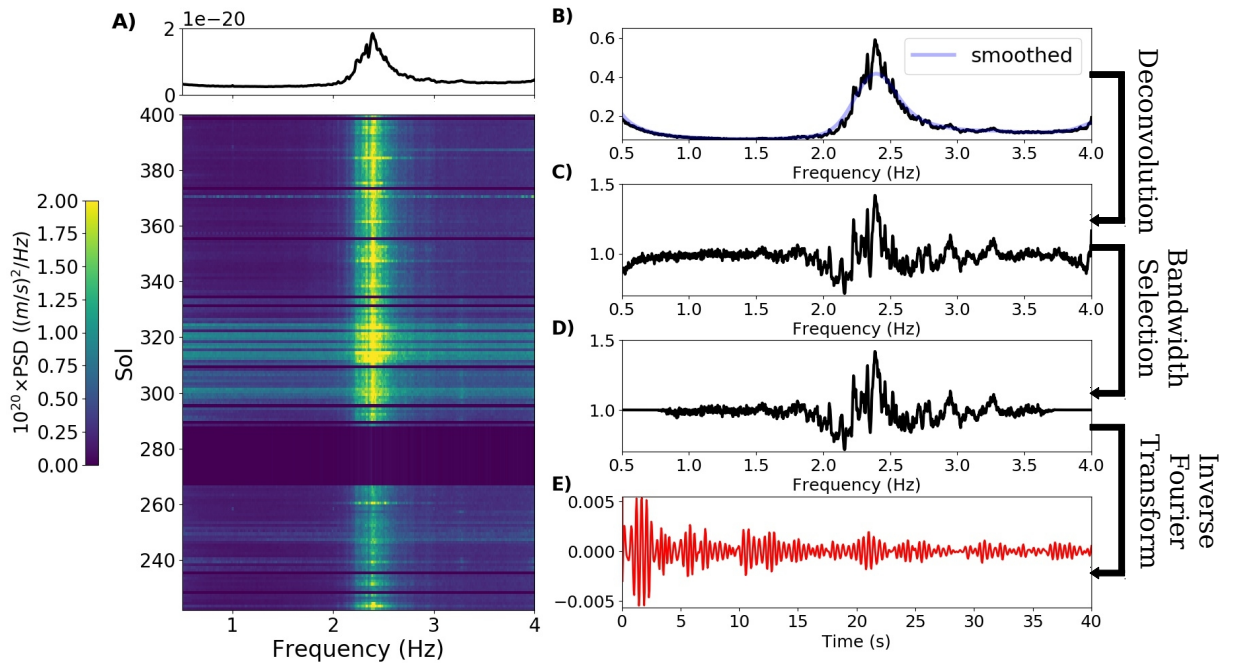 A)
1e−20
2
0
400
380
360
340
320
300
280
260
240
Sol
1
2
3
4
Frequency (Hz)
2.00
1.75
1.50
1.25
1.00
0.75
0.50
0.25
0.00
10²⁰×PSD ((m/s)²/Hz)
B)
smoothed
0.6
0.4
0.2
0.5 1.0 1.5 2.0 2.5 3.0 3.5 4.0
Frequency (Hz)
C)
1.5
1.0
0.5 1.0 1.5 2.0 2.5 3.0 3.5 4.0
Frequency (Hz)
D)
1.5
1.0
0.5 1.0 1.5 2.0 2.5 3.0 3.5 4.0
Frequency (Hz)
E)
0.005
0.000
−0.005
0 5 10 15 20 25 30 35 40
Time (s)
Deconvolution
Bandwidth
Selection
Inverse
Fourier
Transform